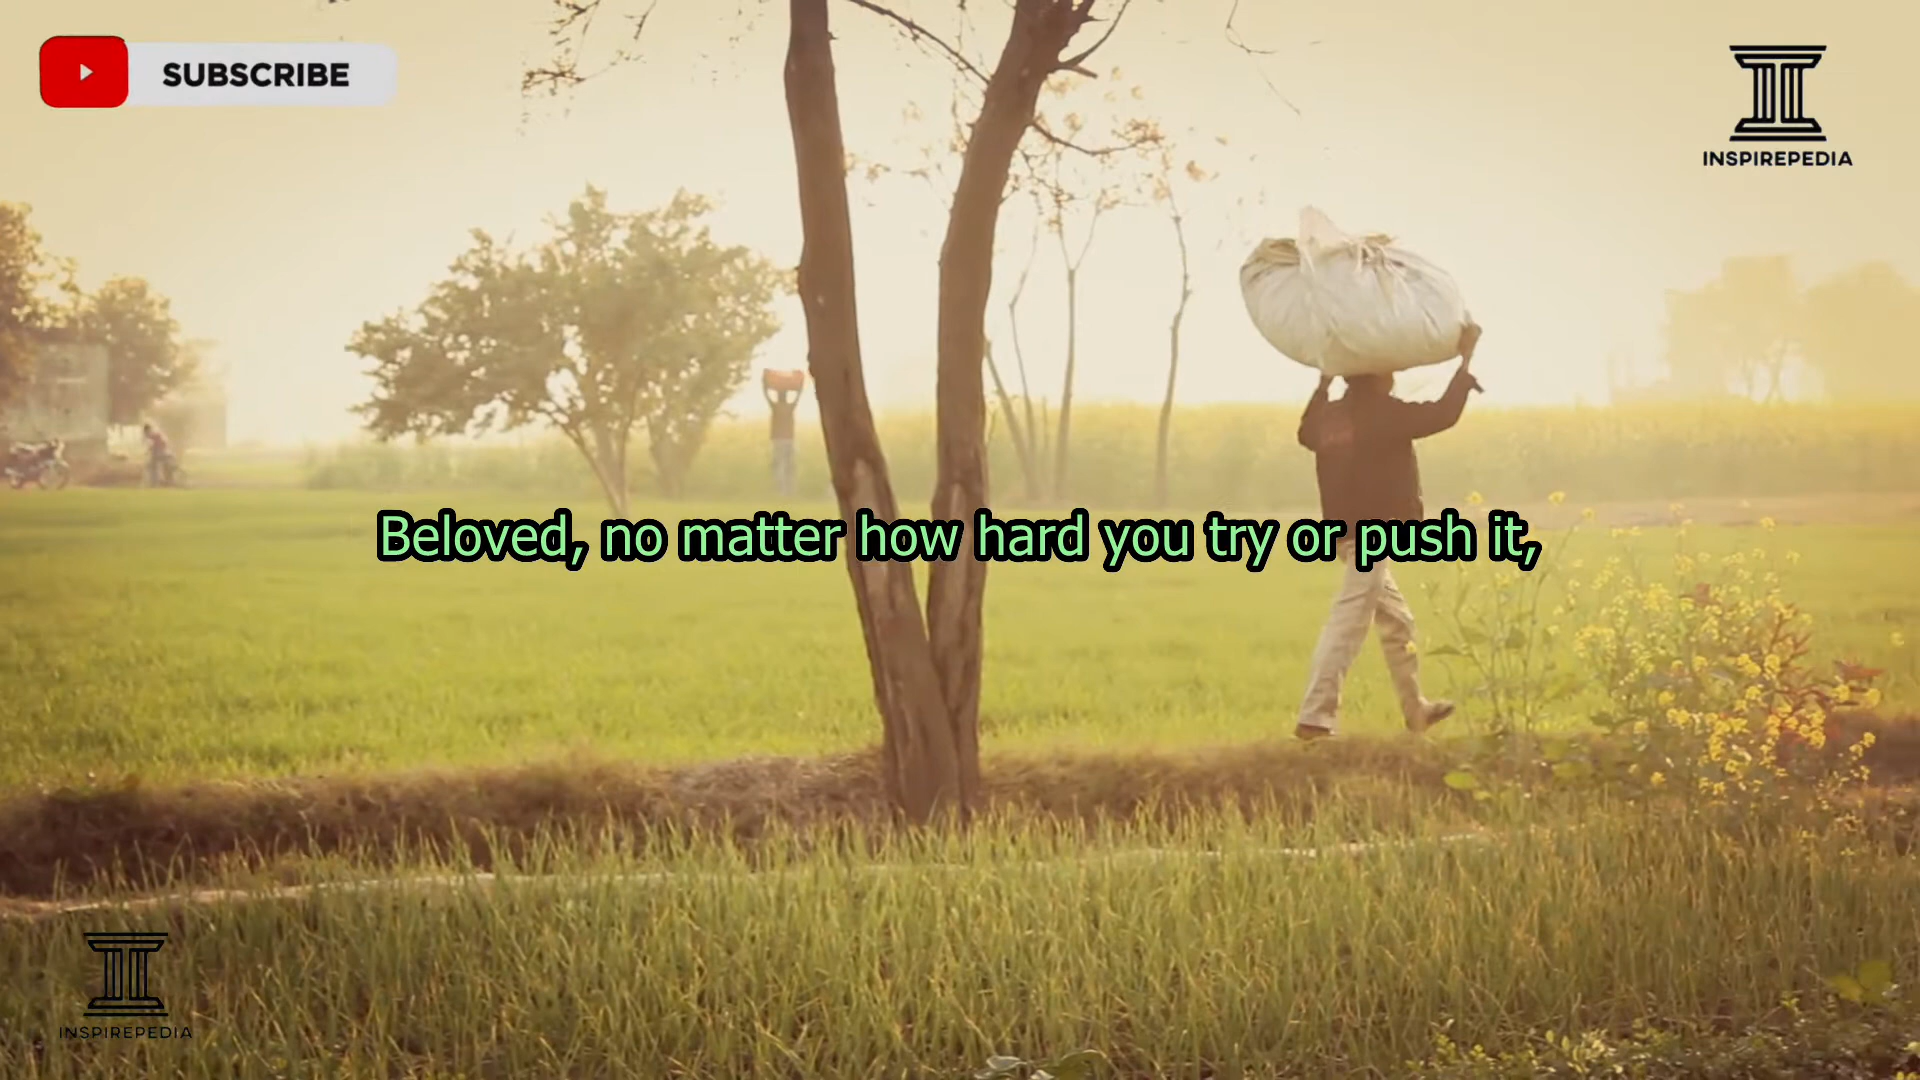 SUBSCRIBE
INSPIREPEDIA
Beloved, no matter how hard you try or push it,
INSPIREPEDIA